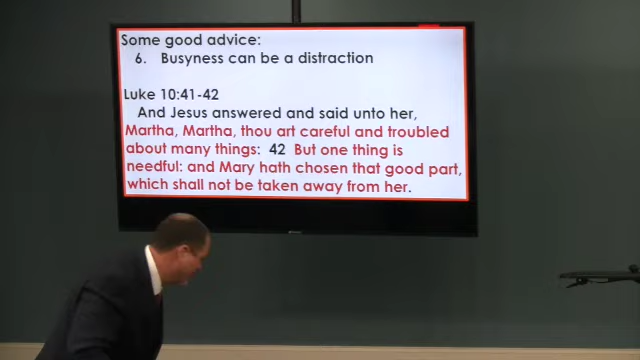 Some good advice:
6. Busyness can be a distraction
Luke 10:41-42
And Jesus answered and said unto her,
Martha, Martha, thou art careful and troubled
about many things: 42 But one thing is
needful: and Mary hath chosen that good part,
which shall not be taken away from her.